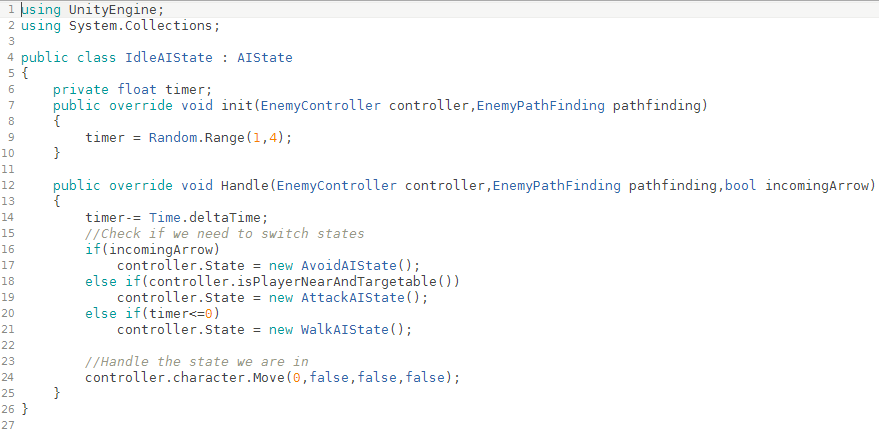 1 using UnityEngine;
2 using System.Collections;
3
4 public class IdleAIState : AIState
5 {
6     private float timer;
7     public override void init(EnemyController controller,EnemyPathFinding pathfinding)
8     {
9         timer = Random.Range(1,4);
10     }
11
12     public override void Handle(EnemyController controller,EnemyPathFinding pathfinding,bool incomingArrow)
13     {
14         timer-= Time.deltaTime;
15         //Check if we need to switch states
16         if(incomingArrow)
17             controller.State = new AvoidAIState();
18         else if(controller.isPlayerNearAndTargetable())
19             controller.State = new AttackAIState();
20         else if(timer<=0)
21             controller.State = new WalkAIState();
22
23         //Handle the state we are in
24         controller.character.Move(0,false,false,false);
25     }
26 }
27